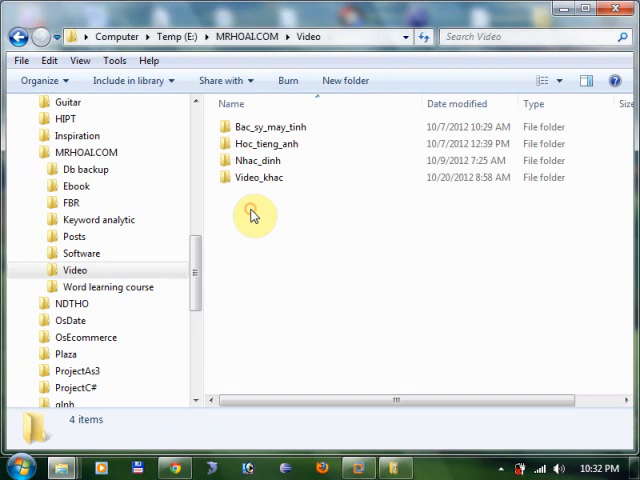 Computer Temp (E:) MRHOAI.COM Video
Search Video
File Edit View Tools Help
Organize Include in library Share with Burn New folder
Guitar
HIPT
Inspiration
MRHOAI.COM
Db backup
Ebook
FBR
Keyword analytic
Posts
Software
Video
Word learning course
NDTHO
OsDate
OsEcommerce
Plaza
ProjectAs3
ProjectC#
Name Date modified Type Size
Bac_sy_may_tinh 10/7/2012 10:29 AM File folder
Hoc_tieng_anh 10/7/2012 12:39 PM File folder
Nhac_dinh 10/9/2012 7:25 AM File folder
Video_khac 10/20/2012 8:58 AM File folder
4 items
10:32 PM